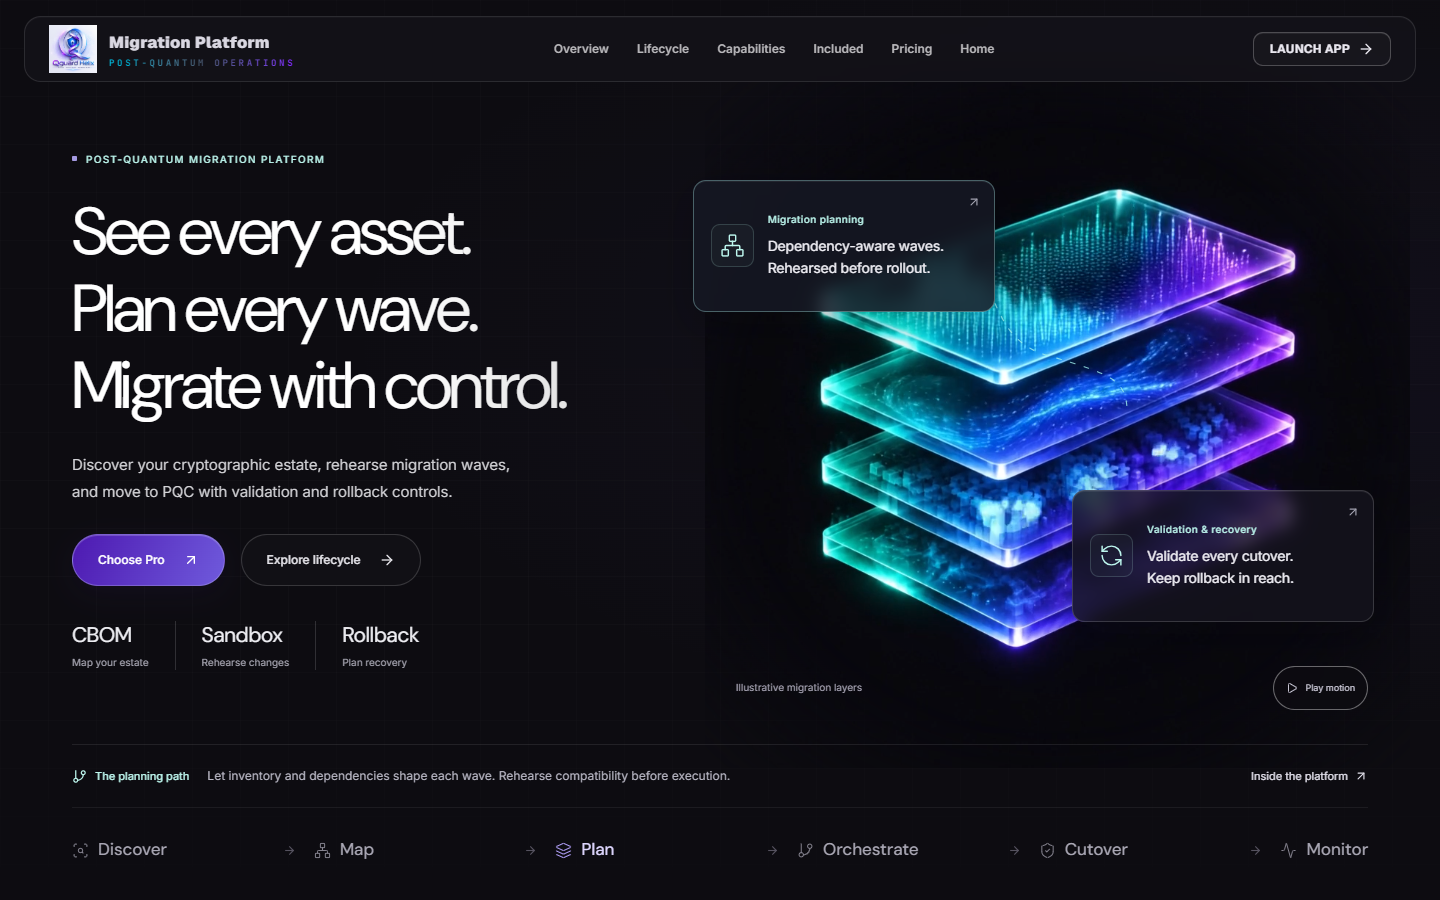 Qguard Helix
Migration Platform
POST-QUANTUM OPERATIONS
Overview
Lifecycle
Capabilities
Included
Pricing
Home
LAUNCH APP
POST-QUANTUM MIGRATION PLATFORM
See every asset.
Plan every wave.
Migrate with control.
Discover your cryptographic estate, rehearse migration waves,
and move to PQC with validation and rollback controls.
Choose Pro
Explore lifecycle
CBOM
Map your estate
Sandbox
Rehearse changes
Rollback
Plan recovery
Migration planning
Dependency-aware waves.
Rehearsed before rollout.
Validation & recovery
Validate every cutover.
Keep rollback in reach.
Illustrative migration layers
Play motion
The planning path
Let inventory and dependencies shape each wave. Rehearse compatibility before execution.
Inside the platform
Discover
Map
Plan
Orchestrate
Cutover
Monitor